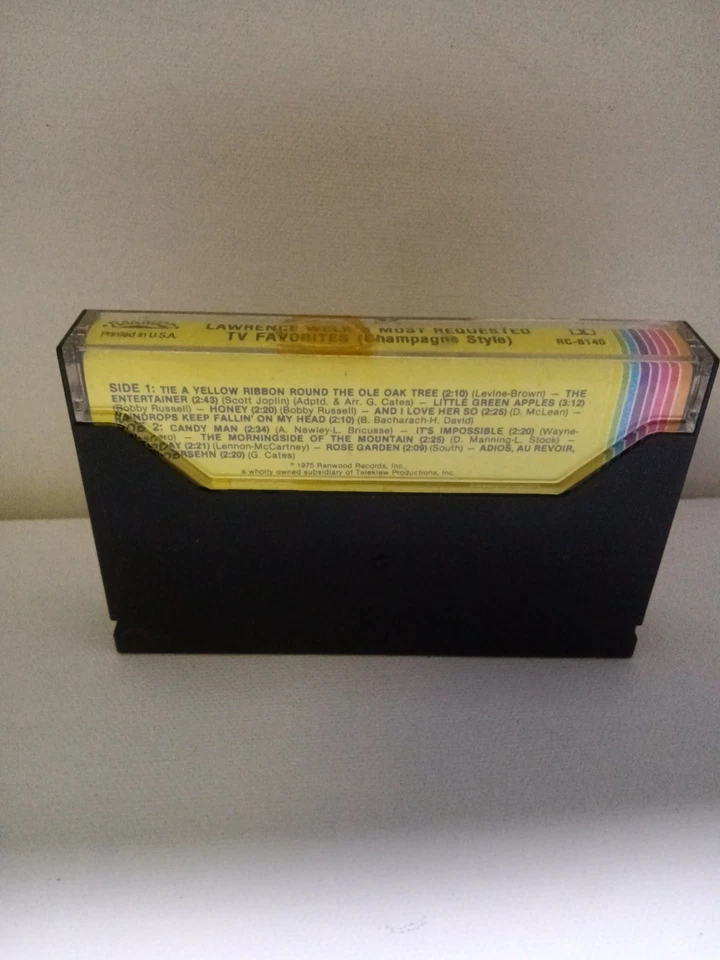 RANWOOD
Printed in U.S.A.
LAWRENCE WELK'S MOST REQUESTED
TV FAVORITES (Champagne Style)
RC-8145
SIDE 1: TIE A YELLOW RIBBON ROUND THE OLE OAK TREE (2:10) (Levine-Brown) — THE
ENTERTAINER (2:43) (Scott Joplin) (Adptd. & Arr. G. Cates) — LITTLE GREEN APPLES (3:12)
(Bobby Russell) — HONEY (2:20) (Bobby Russell) — AND I LOVE HER SO (2:25) (D. McLean) —
RAINDROPS KEEP FALLIN' ON MY HEAD (2:10) (B. Bacharach-H. David)
2: CANDY MAN (2:34) (A. Newley-L. Bricusse) — IT'S IMPOSSIBLE (2:20) (Wayne-
— THE MORNINGSIDE OF THE MOUNTAIN (2:25) (D. Manning-L. Stock) —
(2:21) (Lennon-McCartney) — ROSE GARDEN (2:09) (South) — ADIOS, AU REVOIR,
(2:20) (G. Cates)
℗ 1975 Ranwood Records, Inc.,
a wholly owned subsidiary of Teleklew Productions, Inc.